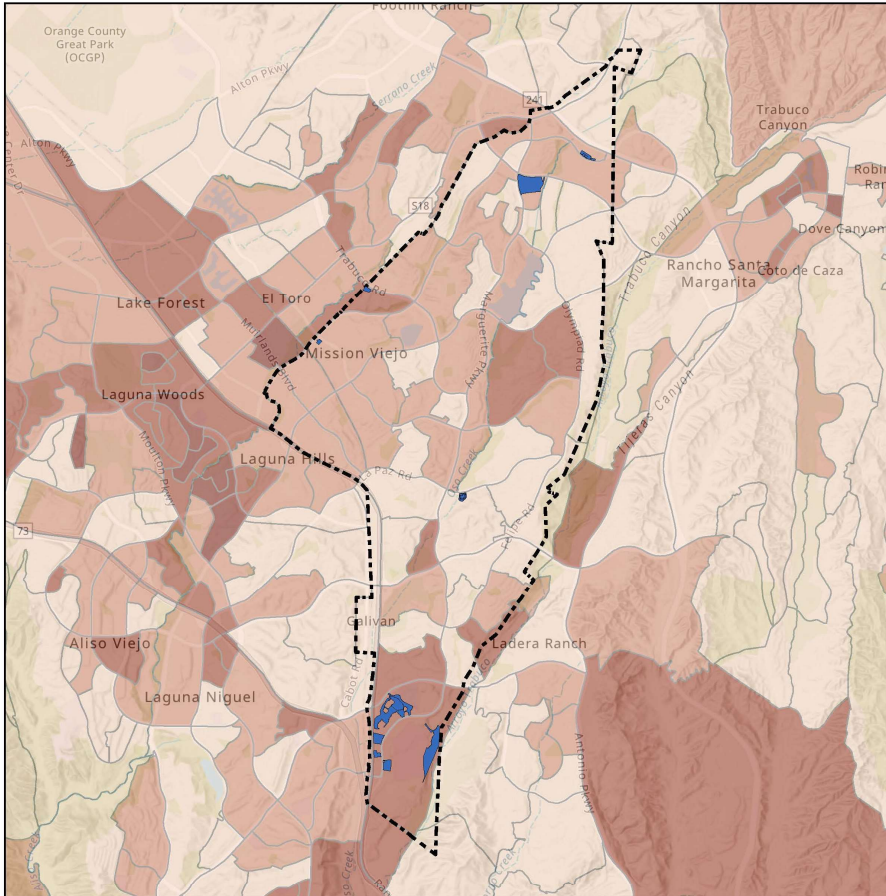 Foothill Ranch
Orange County
Great Park
(OCGP)
Alton Pkwy
Serrano Creek
241
Trabuco
Canyon
Alton Pkwy
S18
Dove Canyon
Trabuco Canyon
Rancho Santa
Margarita
Coto de Caza
Trabuco Rd
Lake Forest
El Toro
Marguerite Pkwy
Olympiad Rd
Muirlands Blvd
Mission Viejo
Laguna Woods
Moulton Pkwy
Laguna Hills
La Paz Rd
Oso Creek
Tijeras Canyon
Felipe Rd
73
Galivan
Aliso Viejo
Ladera Ranch
Cabot Rd
Laguna Niguel
Antonio Pkwy